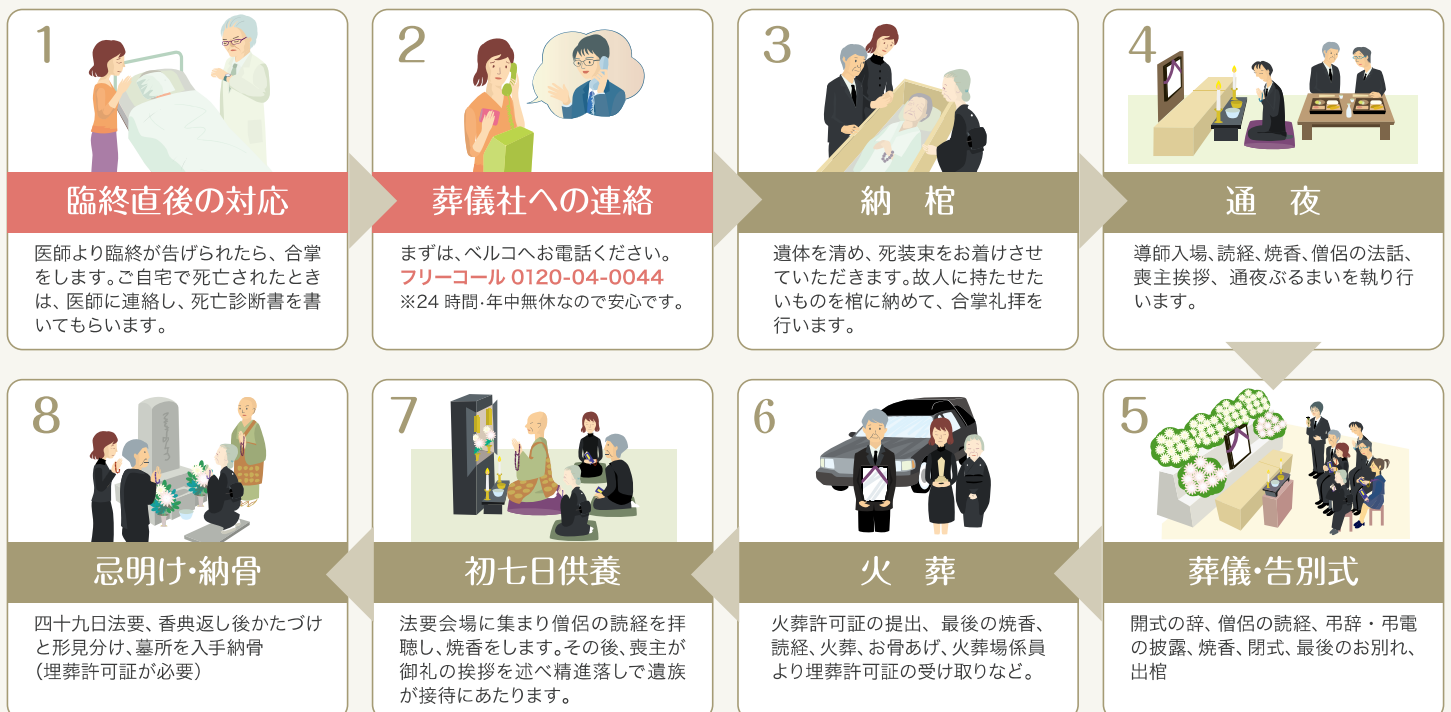 1
臨終直後の対応
医師より臨終が告げられたら、合掌
をします。ご自宅で死亡されたとき
は、医師に連絡し、死亡診断書を書
いてもらいます。
2
葬儀社への連絡
まずは、ベルコへお電話ください。
フリーコール 0120-04-0044
※24 時間・年中無休なので安心です。
3
納 棺
遺体を清め、死装束をお着けさせ
ていただきます。故人に持たせた
いものを棺に納めて、合掌礼拝を
行います。
4
通 夜
導師入場、読経、焼香、僧侶の法話、
喪主挨拶、通夜ぶるまいを執り行
います。
5
葬儀・告別式
開式の辞、僧侶の読経、弔辞・弔電
の披露、焼香、閉式、最後のお別れ、
出棺
6
火 葬
火葬許可証の提出、最後の焼香、
読経、火葬、お骨あげ、火葬場係員
より埋葬許可証の受け取りなど。
7
初七日供養
法要会場に集まり僧侶の読経を拝
聴し、焼香をします。その後、喪主が
御礼の挨拶を述べ精進落しで遺族
が接待にあたります。
8
忌明け・納骨
四十九日法要、香典返し後かたづけ
と形見分け、墓所を入手納骨
（埋葬許可証が必要）